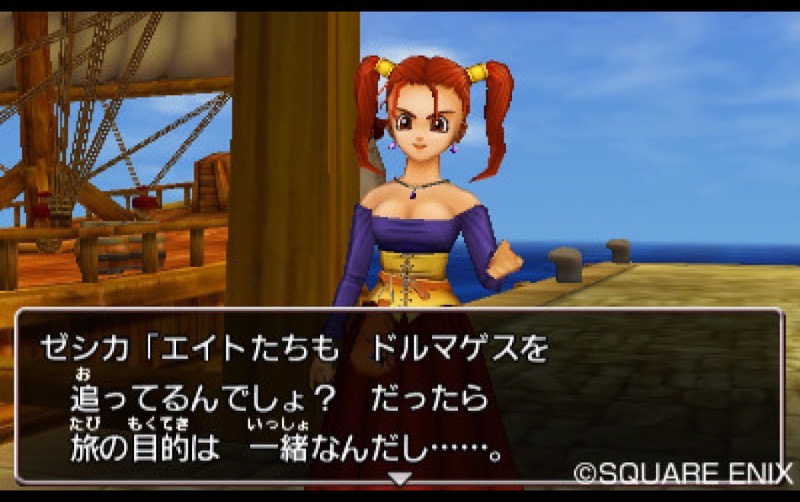 ゼシカ「エイトたちも　ドルマゲスを
追ってるんでしょ？　だったら
旅の目的は　一緒なんだし……。
©SQUARE ENIX